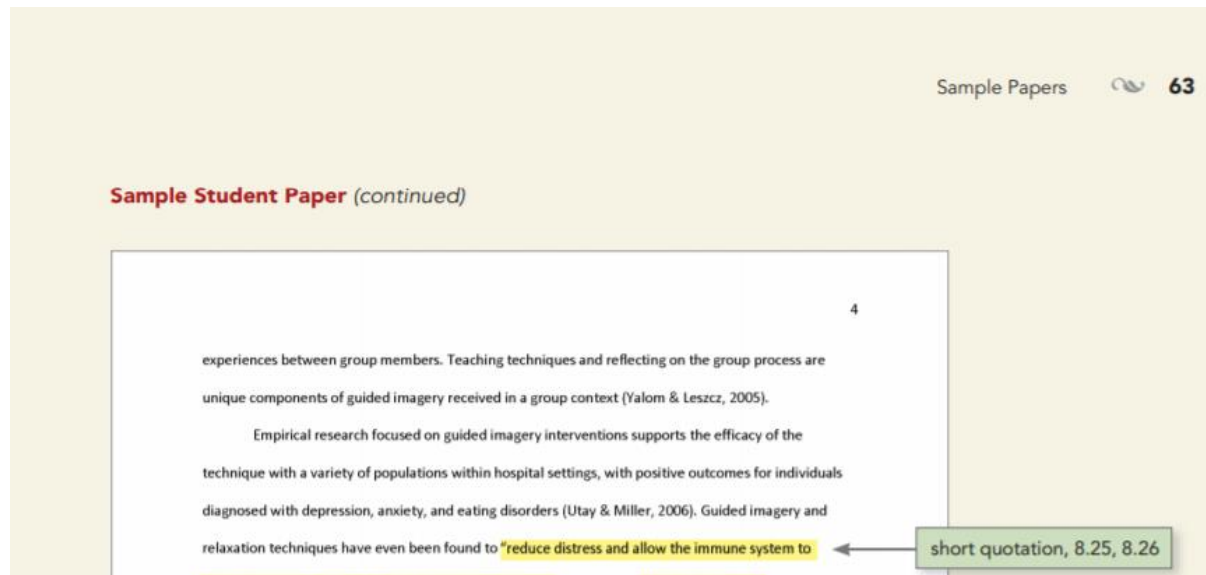 Sample Papers 63
Sample Student Paper (continued)
4
experiences between group members. Teaching techniques and reflecting on the group process are
unique components of guided imagery received in a group context (Yalom & Leszcz, 2005).
Empirical research focused on guided imagery interventions supports the efficacy of the
technique with a variety of populations within hospital settings, with positive outcomes for individuals
diagnosed with depression, anxiety, and eating disorders (Utay & Miller, 2006). Guided imagery and
relaxation techniques have even been found to “reduce distress and allow the immune system to
short quotation, 8.25, 8.26